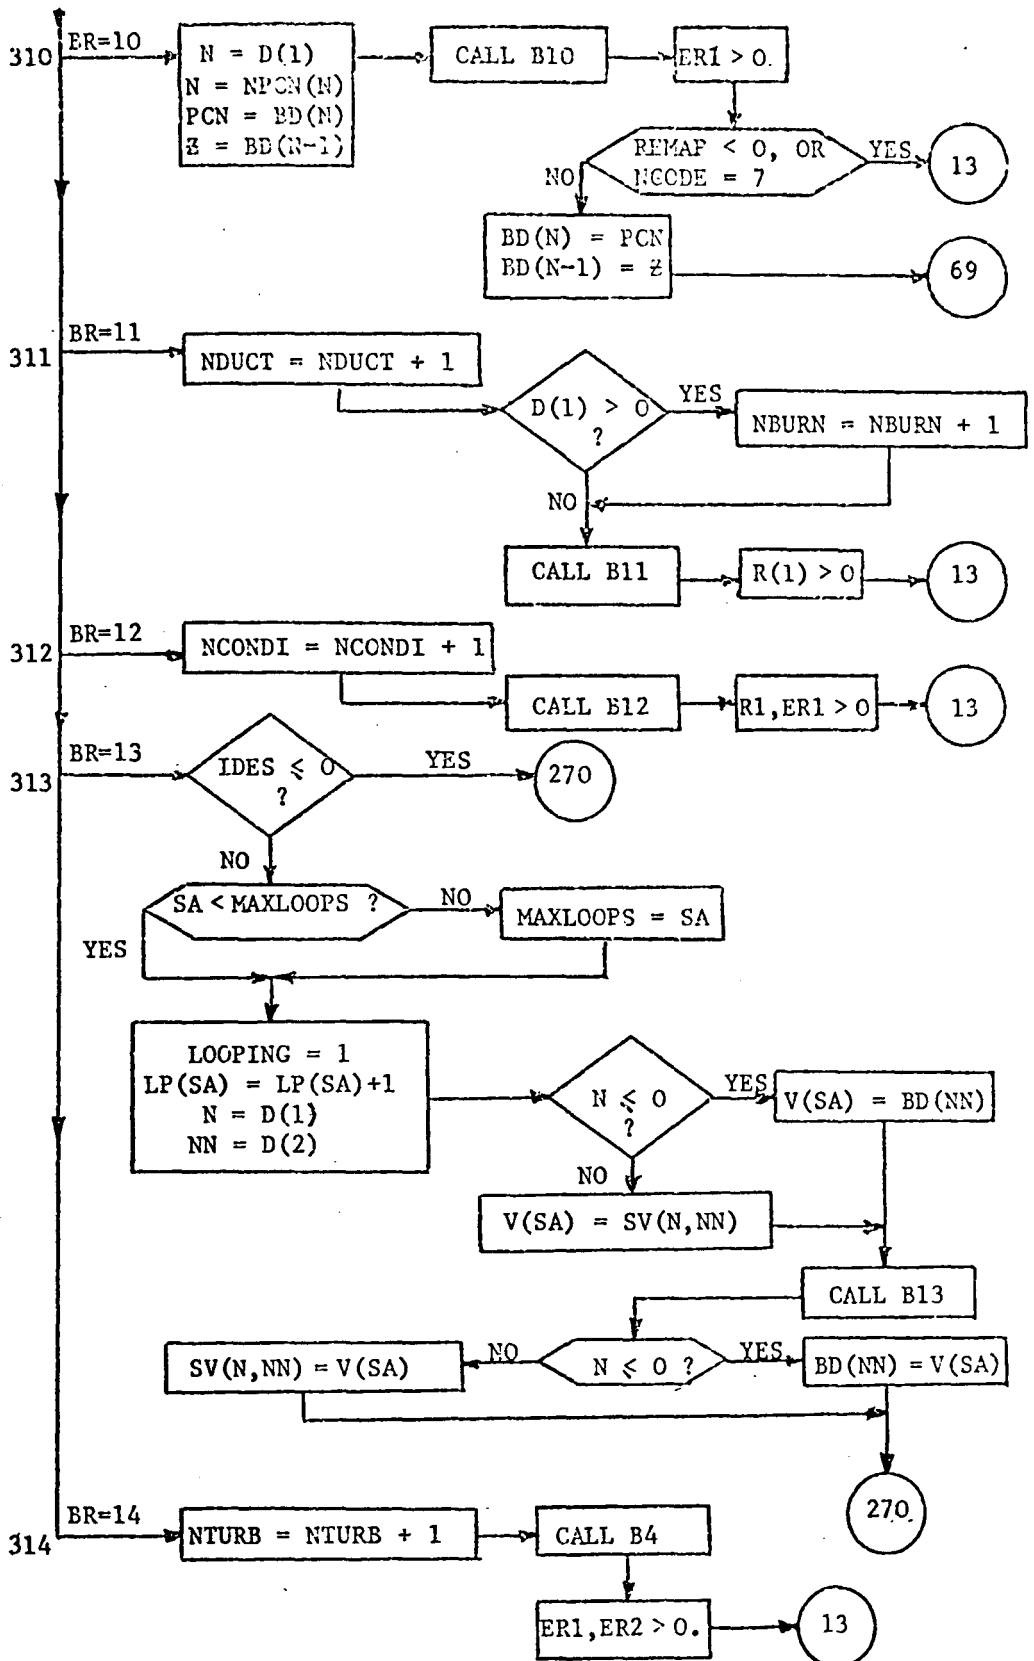 310
BR=10
N = D(1)
N = NPCN(N)
PCN = BD(N)
Z = BD(N-1)
CALL B10
ER1 > 0.
REMAP < 0, OR
NCODE = 7
YES
13
NO
BD(N) = PCN
BD(N-1) = Z
69
311
BR=11
NDUCT = NDUCT + 1
D(1) > 0
?
YES
NBURN = NBURN + 1
NO
CALL B11
R(1) > 0
13
312
BR=12
NCONDI = NCONDI + 1
CALL B12
R1,ER1 > 0
13
313
BR=13
IDES ⩽ 0
?
YES
270
NO
SA < MAXLOOPS ?
NO
MAXLOOPS = SA
YES
LOOPING = 1
LP(SA) = LP(SA)+1
N = D(1)
NN = D(2)
N ⩽ 0
?
YES
V(SA) = BD(NN)
NO
V(SA) = SV(N,NN)
CALL B13
N ⩽ 0 ?
NO
SV(N,NN) = V(SA)
YES
BD(NN) = V(SA)
270
314
BR=14
NTURB = NTURB + 1
CALL B4
ER1,ER2 > 0.
13